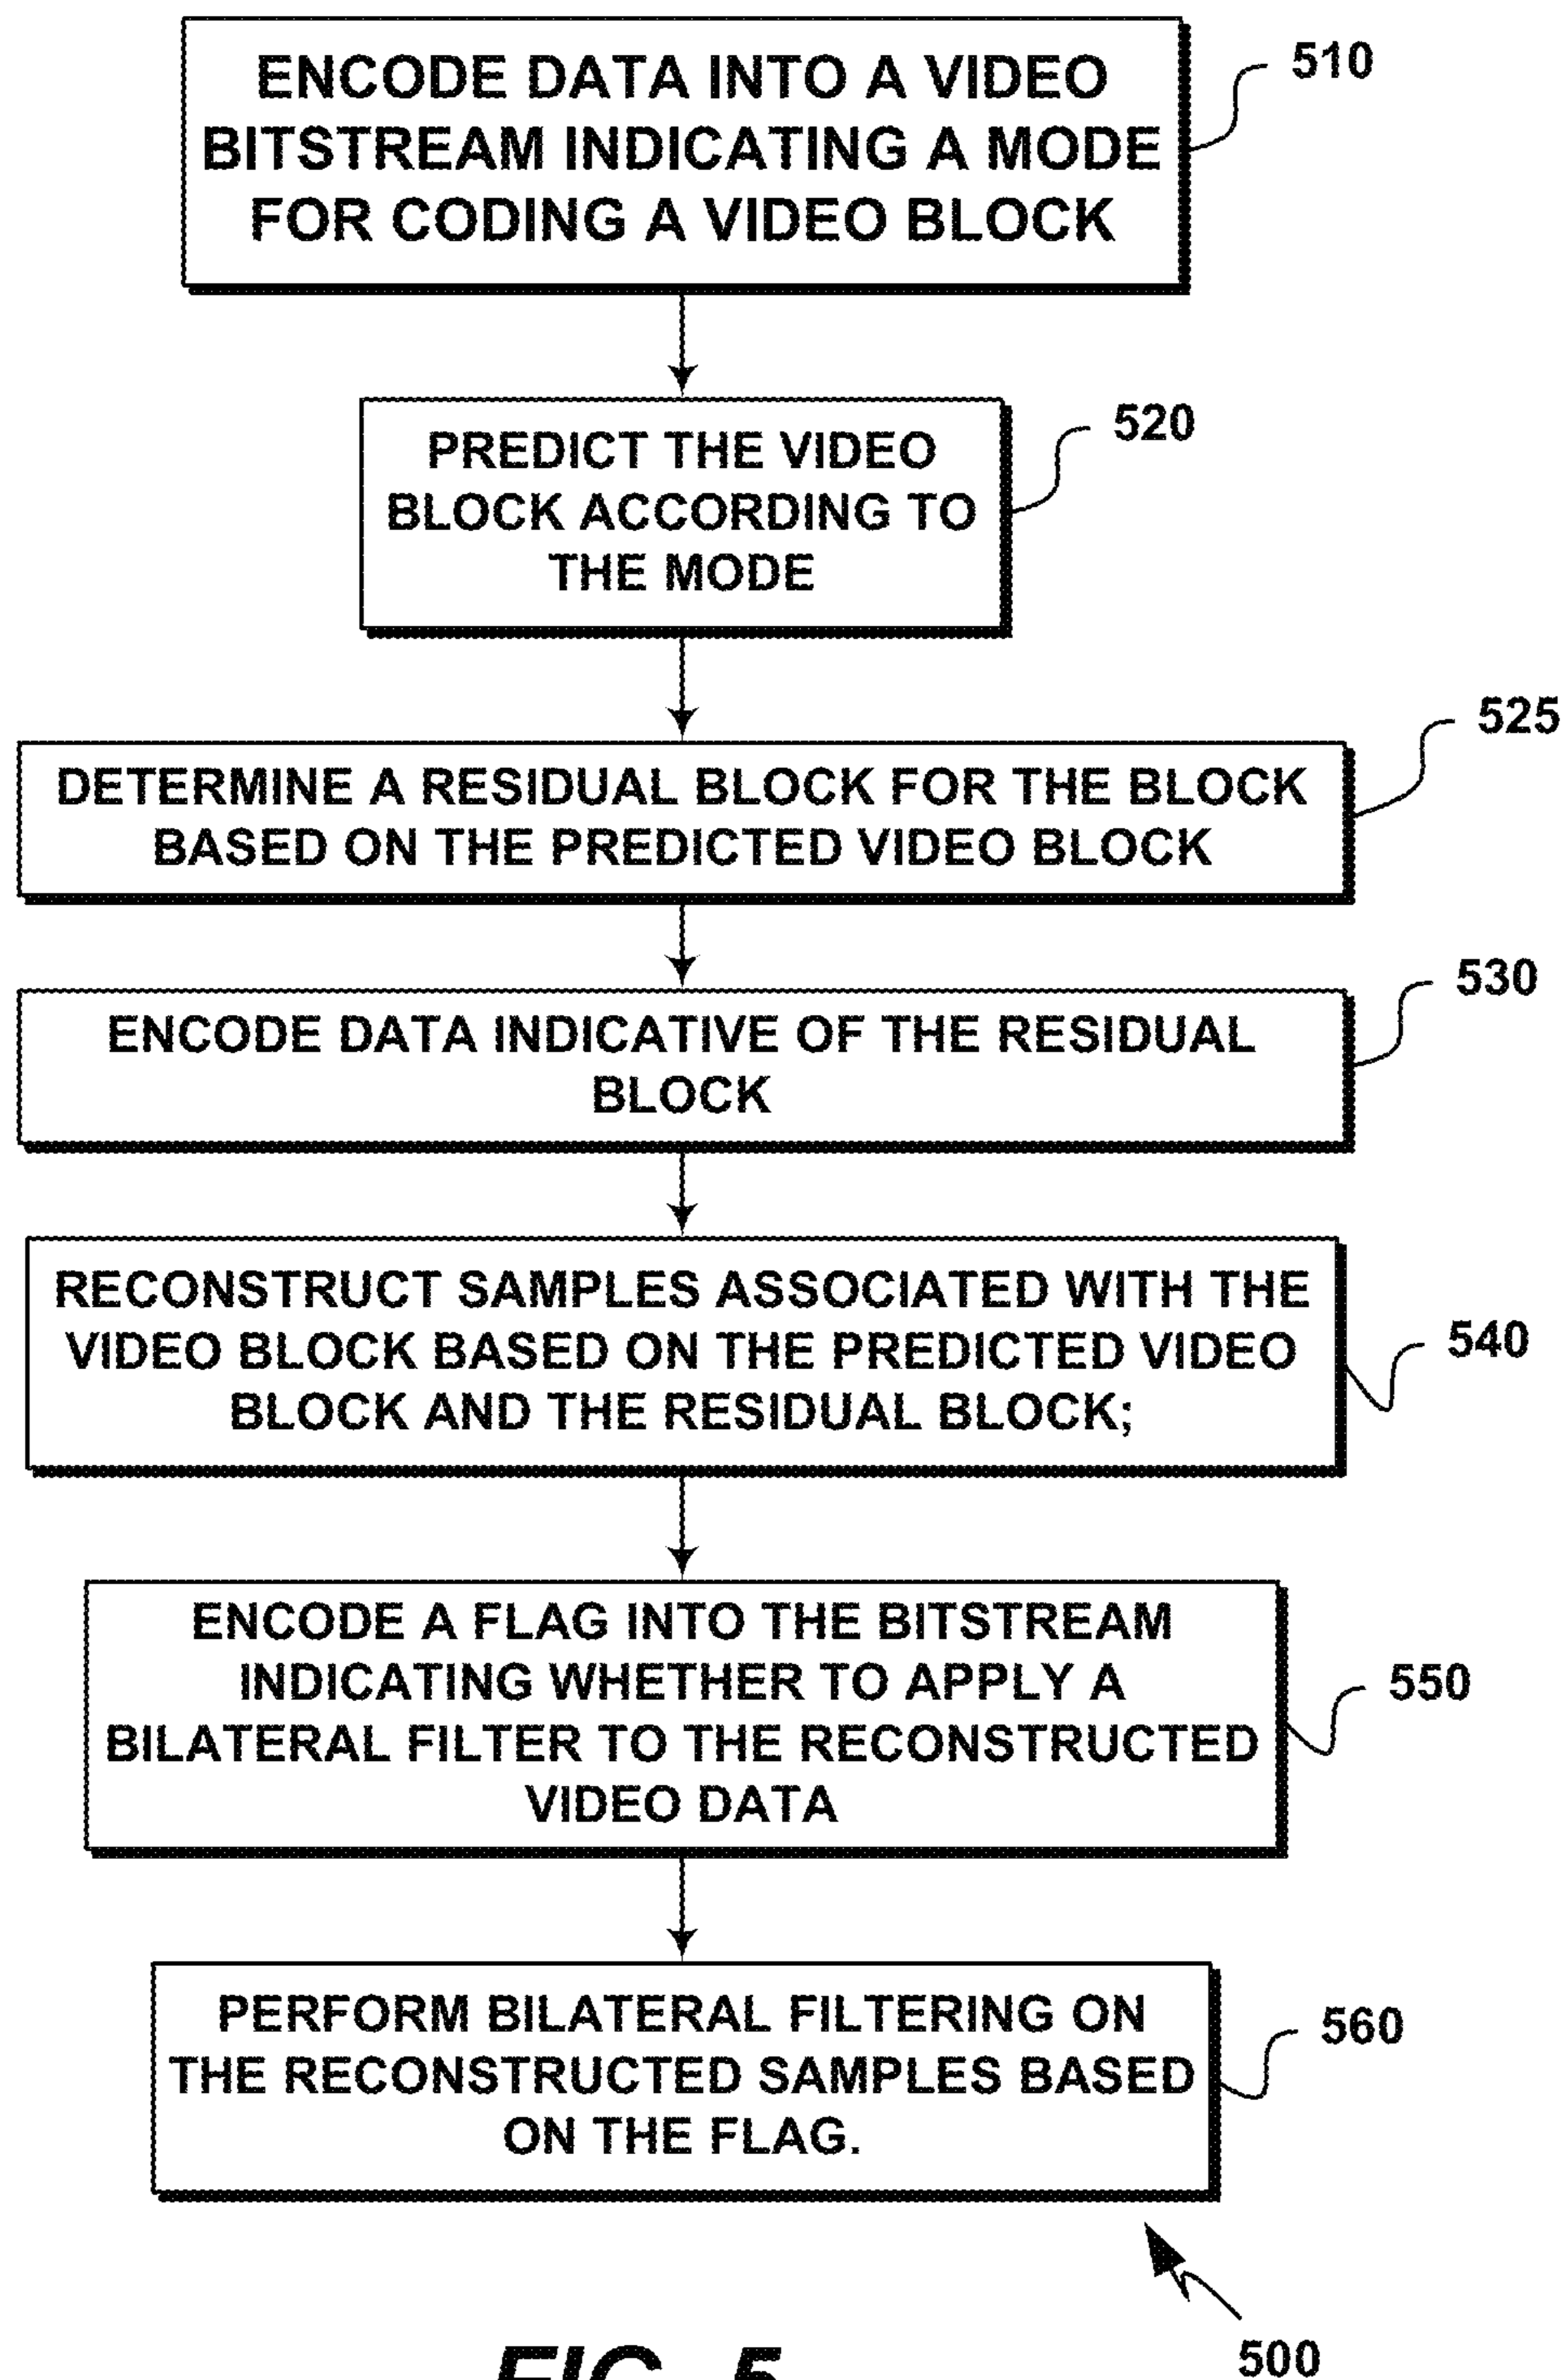 ENCODE DATA INTO A VIDEO
BITSTREAM INDICATING A MODE
FOR CODING A VIDEO BLOCK
510
PREDICT THE VIDEO
BLOCK ACCORDING TO
THE MODE
520
DETERMINE A RESIDUAL BLOCK FOR THE BLOCK
BASED ON THE PREDICTED VIDEO BLOCK
525
ENCODE DATA INDICATIVE OF THE RESIDUAL
BLOCK
530
RECONSTRUCT SAMPLES ASSOCIATED WITH THE
VIDEO BLOCK BASED ON THE PREDICTED VIDEO
BLOCK AND THE RESIDUAL BLOCK;
540
ENCODE A FLAG INTO THE BITSTREAM
INDICATING WHETHER TO APPLY A
BILATERAL FILTER TO THE RECONSTRUCTED
VIDEO DATA
550
PERFORM BILATERAL FILTERING ON
THE RECONSTRUCTED SAMPLES BASED
ON THE FLAG.
560
500
FIG. 5